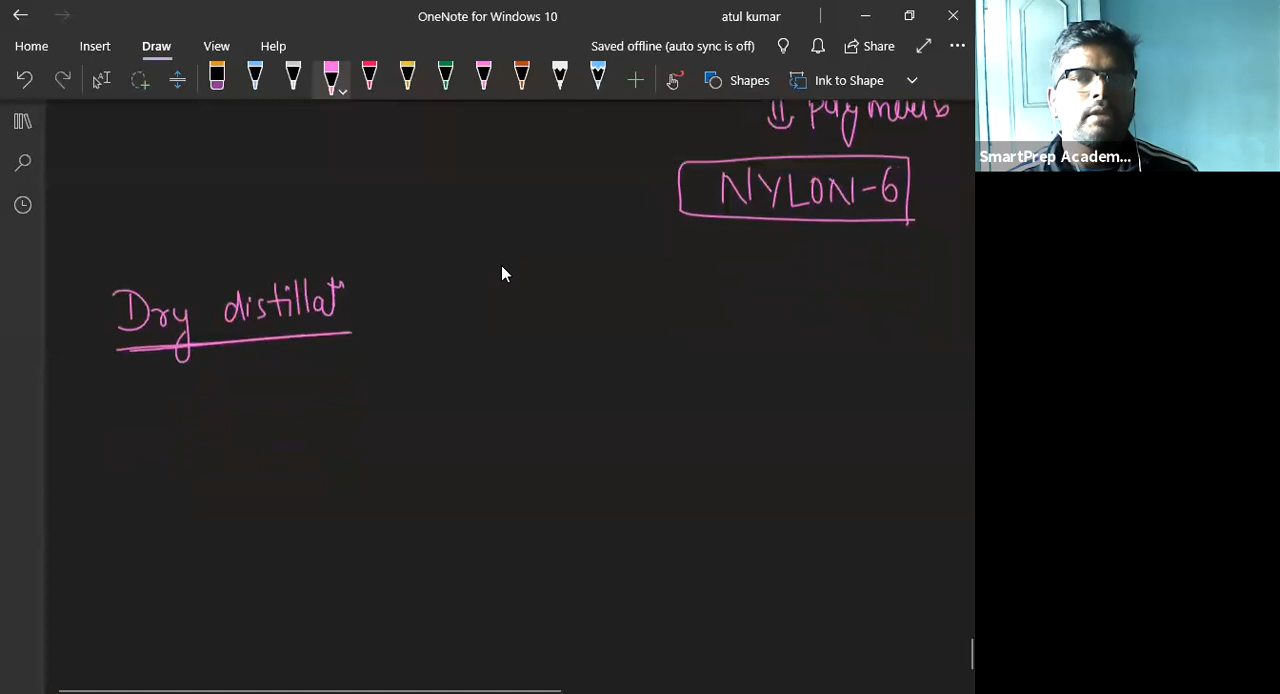 OneNote for Windows 10
atul kumar
Home Insert Draw View Help
Saved offline (auto sync is off)
Share
Shapes
Ink to Shape
SmartPrep Academ...
NYLON-6
Dry distillat